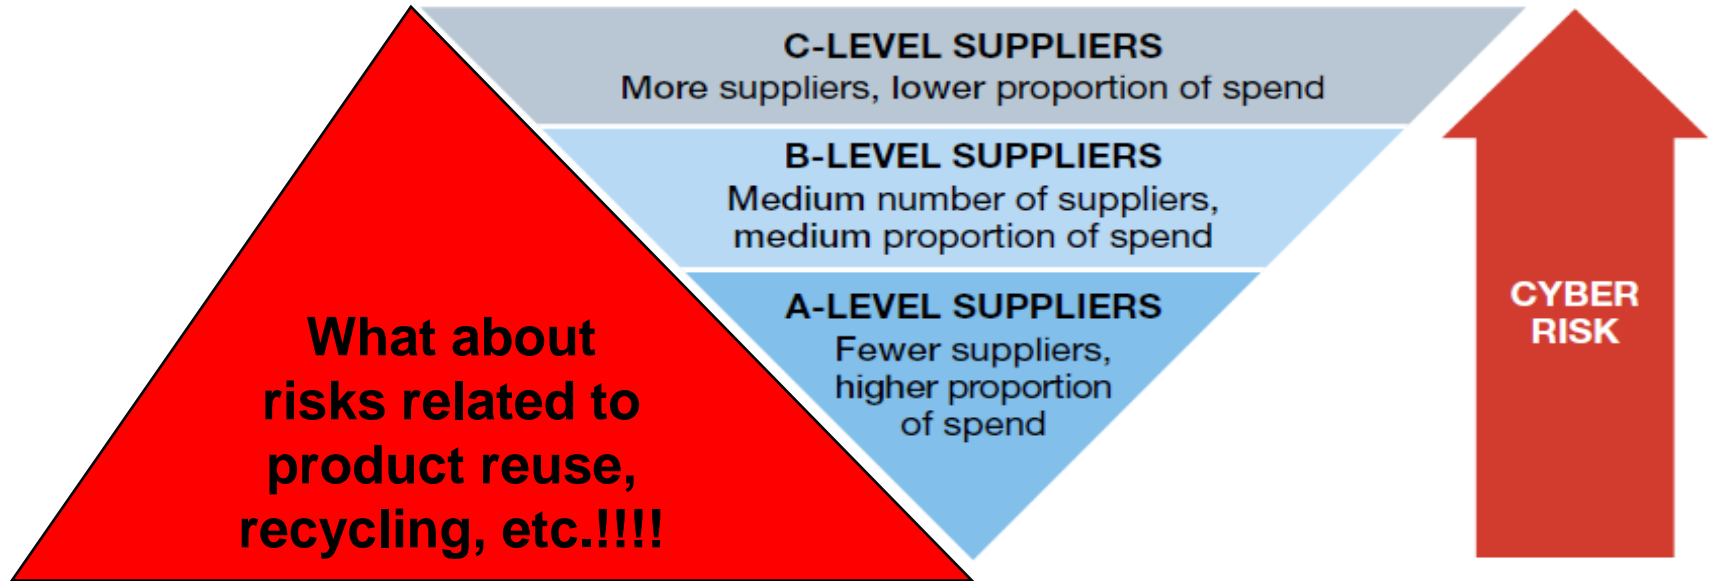 C-LEVEL SUPPLIERS
More suppliers, lower proportion of spend
B-LEVEL SUPPLIERS
Medium number of suppliers,
medium proportion of spend
A-LEVEL SUPPLIERS
Fewer suppliers,
higher proportion
of spend
What about
risks related to
product reuse,
recycling, etc.!!!!
CYBER
RISK